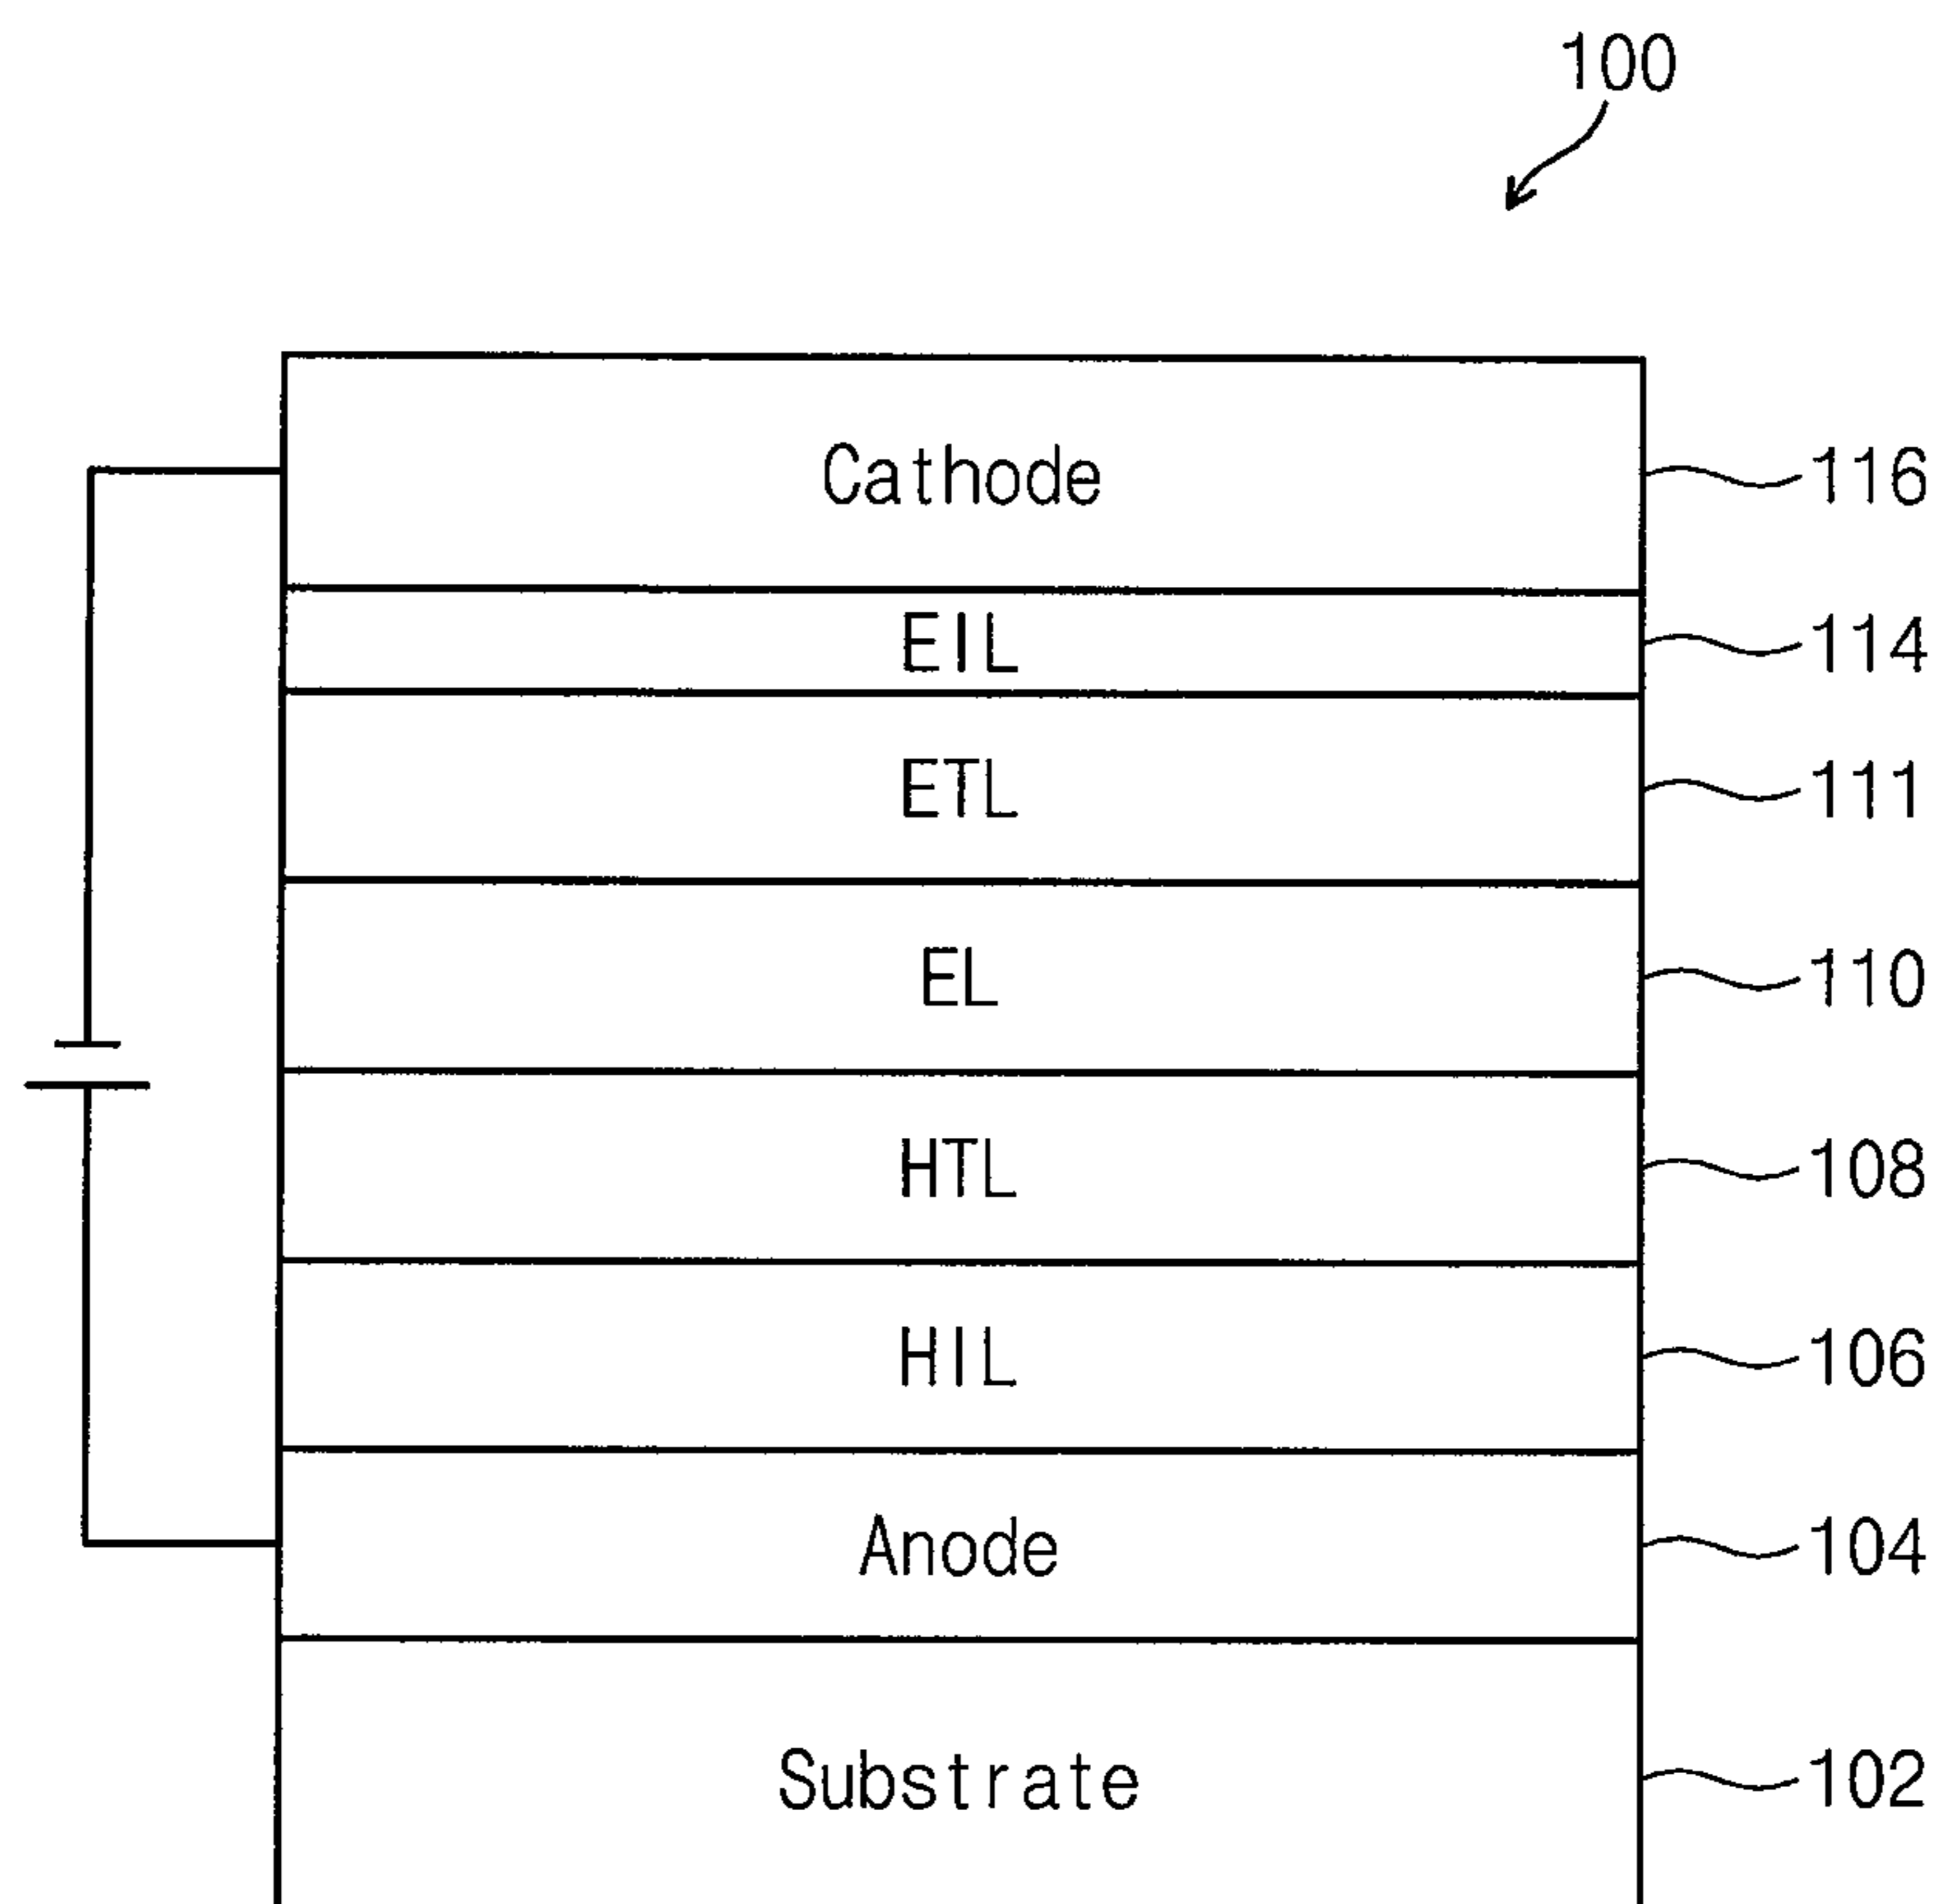 100
Cathode 116
EIL 114
ETL 111
EL 110
HTL 108
HIL 106
Anode 104
Substrate 102